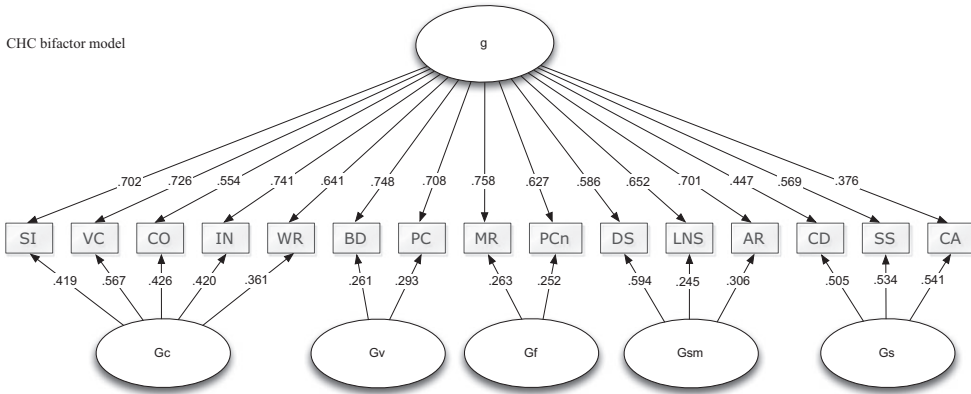 g
CHC bifactor model
.702 .726 .554 .741 .641 .748 .708 .758 .627 .586 .652 .701 .447 .569 .376
SI VC CO IN WR BD PC MR PCn DS LNS AR CD SS CA
.419 .567 .426 .420 .361 .261 .293 .263 .252 .594 .245 .306 .505 .534 .541
Gc Gv Gf Gsm Gs